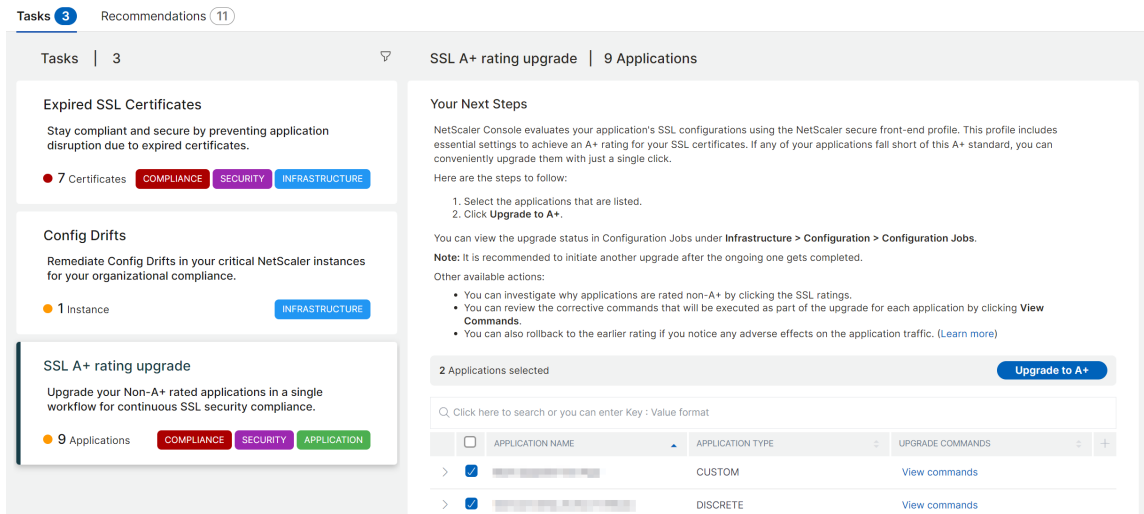 Tasks 3 Recommendations 11
Tasks | 3
Expired SSL Certificates
Stay compliant and secure by preventing application
disruption due to expired certificates.
7 Certificates COMPLIANCE SECURITY INFRASTRUCTURE
Config Drifts
Remediate Config Drifts in your critical NetScaler instances
for your organizational compliance.
1 Instance INFRASTRUCTURE
SSL A+ rating upgrade
Upgrade your Non-A+ rated applications in a single
workflow for continuous SSL security compliance.
9 Applications COMPLIANCE SECURITY APPLICATION
SSL A+ rating upgrade | 9 Applications
Your Next Steps
NetScaler Console evaluates your application's SSL configurations using the NetScaler secure front-end profile. This profile includes
essential settings to achieve an A+ rating for your SSL certificates. If any of your applications fall short of this A+ standard, you can
conveniently upgrade them with just a single click.
Here are the steps to follow:
1. Select the applications that are listed.
2. Click Upgrade to A+.
You can view the upgrade status in Configuration Jobs under Infrastructure > Configuration > Configuration Jobs.
Note: It is recommended to initiate another upgrade after the ongoing one gets completed.
Other available actions:
• You can investigate why applications are rated non-A+ by clicking the SSL ratings.
• You can review the corrective commands that will be executed as part of the upgrade for each application by clicking View
Commands.
• You can also rollback to the earlier rating if you notice any adverse effects on the application traffic. (Learn more)
2 Applications selected Upgrade to A+
Click here to search or you can enter Key : Value format
APPLICATION NAME APPLICATION TYPE UPGRADE COMMANDS
CUSTOM View commands
DISCRETE View commands